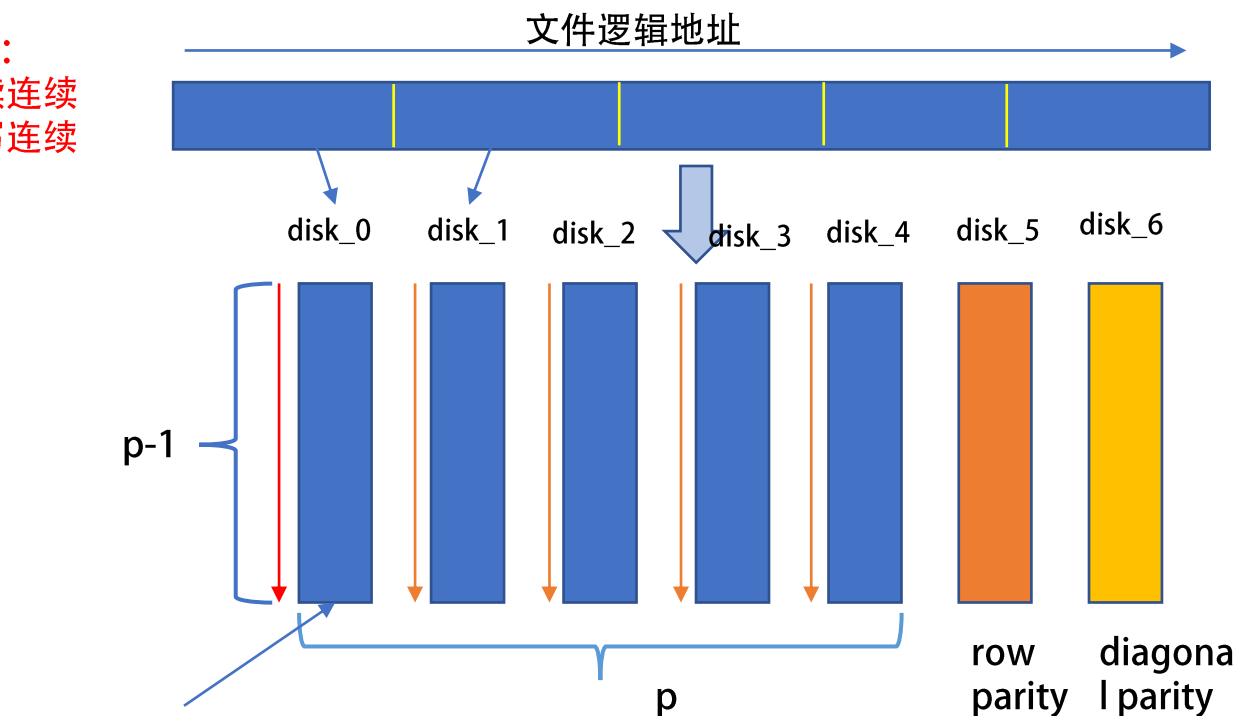 文件逻辑地址
:
连续
连续
disk_0
disk_1
disk_2
disk_3
disk_4
disk_5
disk_6
p-1
p
row
parity
diagona
l parity